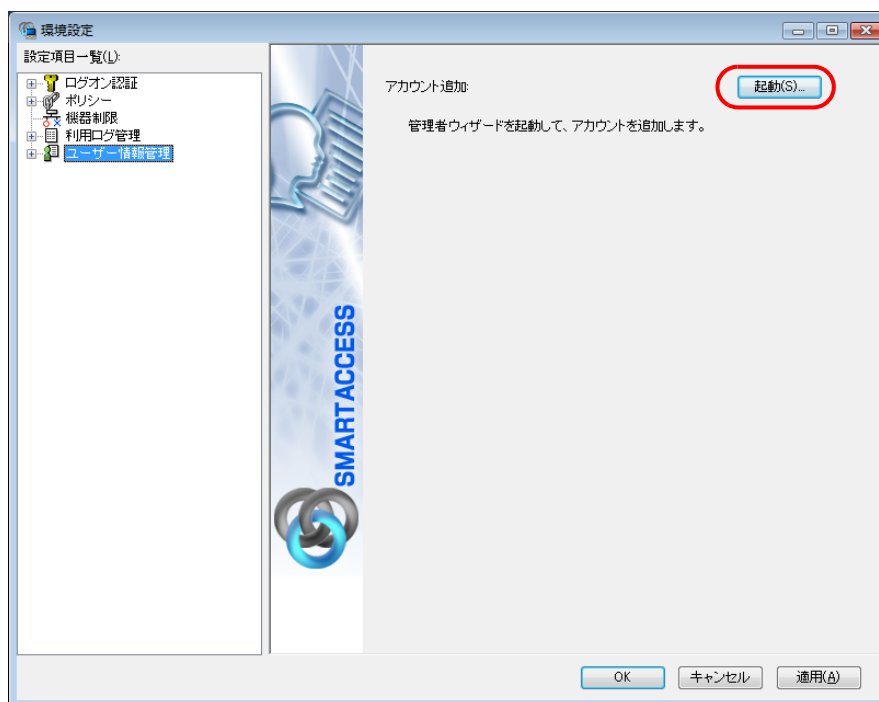 環境設定
設定項目一覧(L):
ログオン認証
ポリシー
機器制限
利用ログ管理
ユーザー情報管理
SMARTACCESS
アカウント追加:
起動(S)...
管理者ウィザードを起動して、アカウントを追加します。
OK
キャンセル
適用(A)